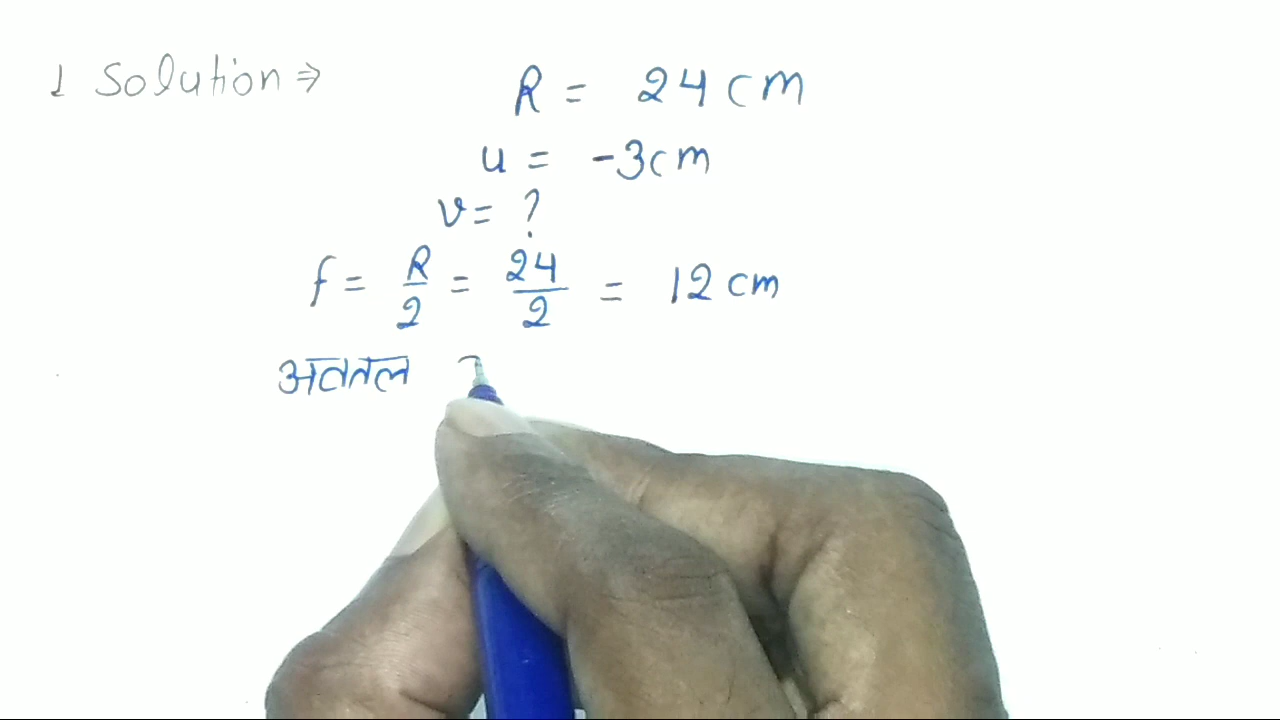 1 Solution ⇒
R = 24 cm
u = -3cm
v = ?
f = R/2 = 24/2 = 12 cm
अवतल